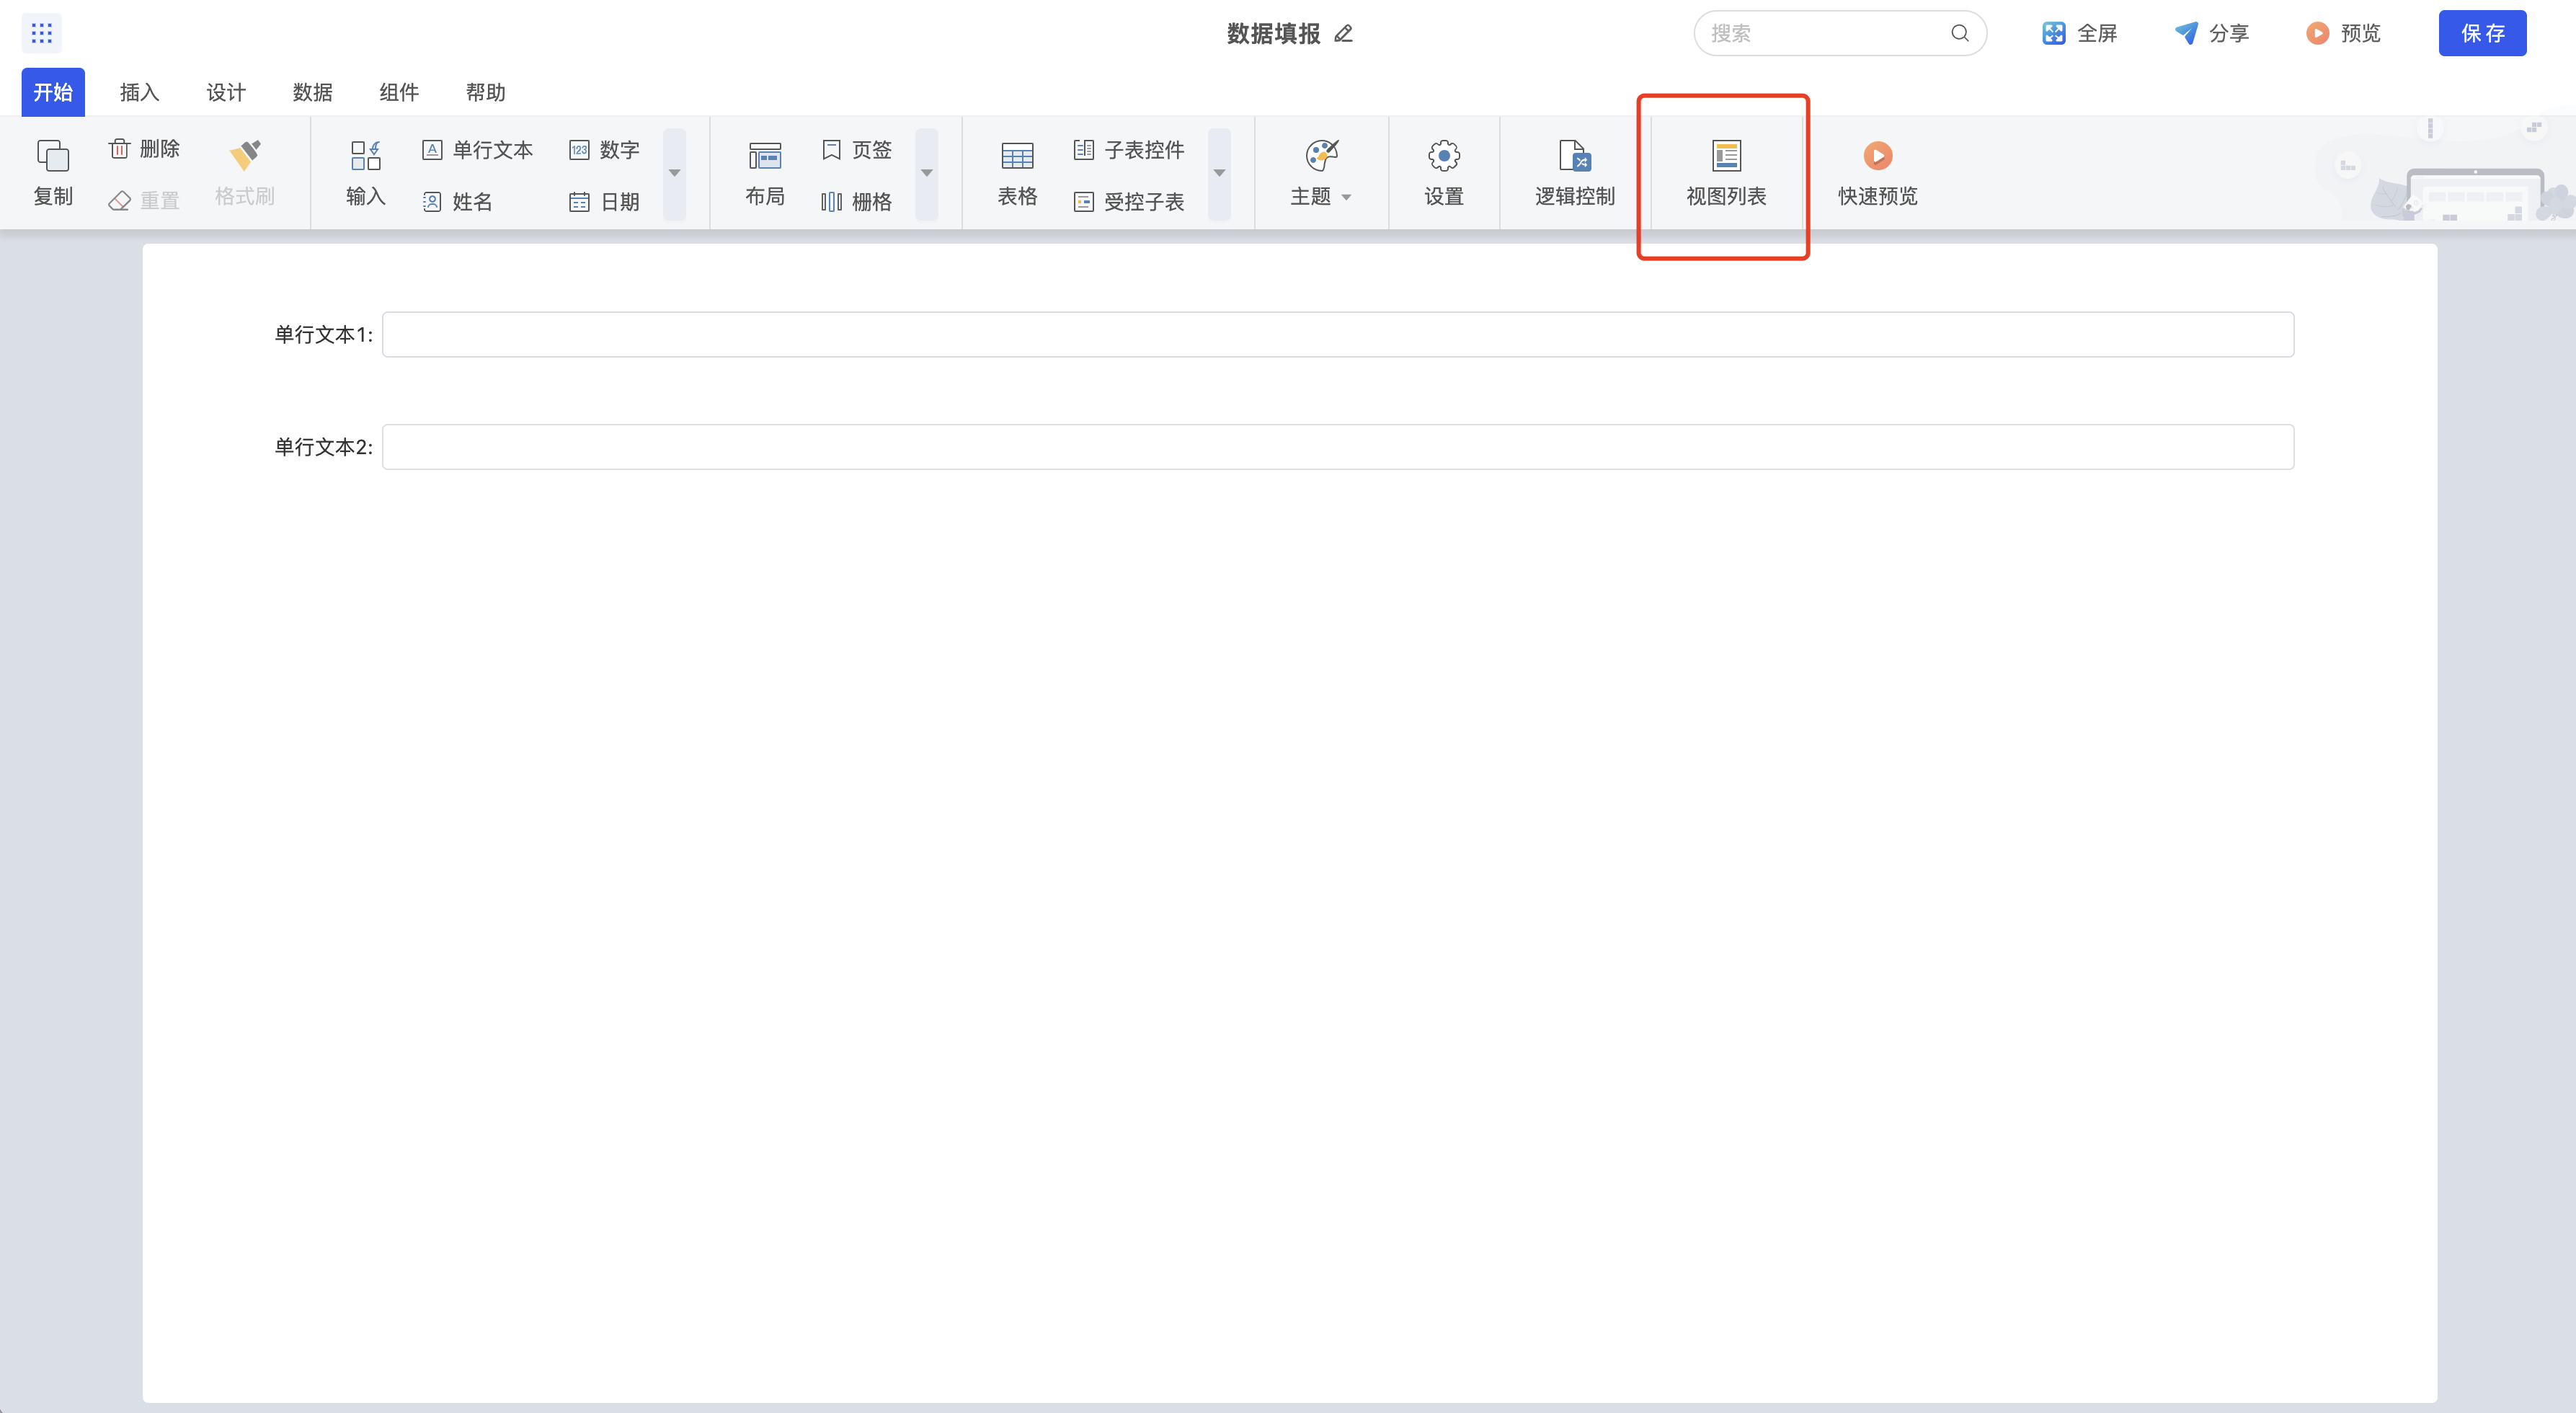 数据填报
搜索
全屏
分享
预览
保存
开始
插入
设计
数据
组件
帮助
复制
删除
重置
格式刷
输入
单行文本
数字
姓名
日期
布局
页签
栅格
表格
子表控件
受控子表
主题
设置
逻辑控制
视图列表
快速预览
单行文本1:
单行文本2: